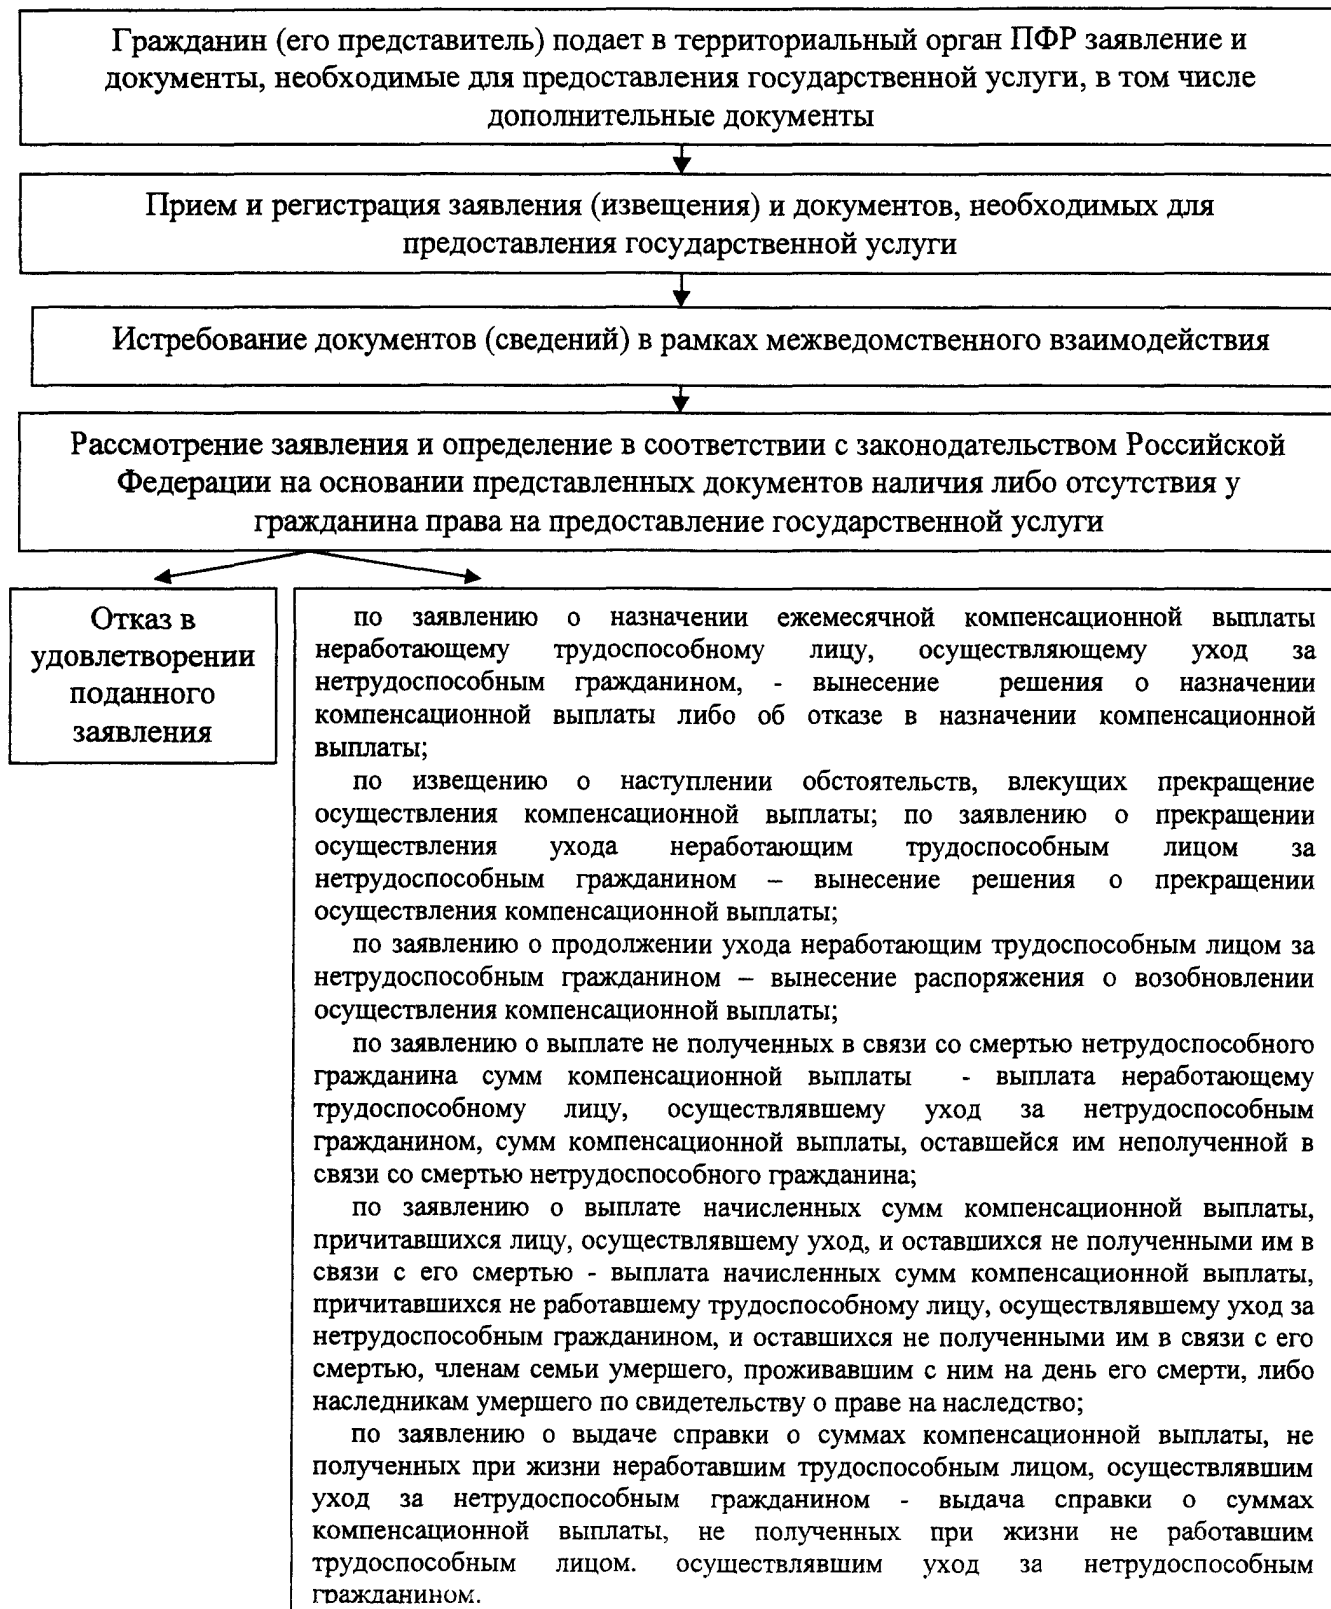 Гражданин (его представитель) подает в территориальный орган ПФР заявление и
документы, необходимые для предоставления государственной услуги, в том числе
дополнительные документы
Прием и регистрация заявления (извещения) и документов, необходимых для
предоставления государственной услуги
Истребование документов (сведений) в рамках межведомственного взаимодействия
Рассмотрение заявления и определение в соответствии с законодательством Российской
Федерации на основании представленных документов наличия либо отсутствия у
гражданина права на предоставление государственной услуги
Отказ в
удовлетворении
поданного
заявления
по заявлению о назначении ежемесячной компенсационной выплаты
неработающему трудоспособному лицу, осуществляющему уход за
нетрудоспособным гражданином, - вынесение решения о назначении
компенсационной выплаты либо об отказе в назначении компенсационной
выплаты;
по извещению о наступлении обстоятельств, влекущих прекращение
осуществления компенсационной выплаты; по заявлению о прекращении
осуществления ухода неработающим трудоспособным лицом за
нетрудоспособным гражданином – вынесение решения о прекращении
осуществления компенсационной выплаты;
по заявлению о продолжении ухода неработающим трудоспособным лицом за
нетрудоспособным гражданином – вынесение распоряжения о возобновлении
осуществления компенсационной выплаты;
по заявлению о выплате не полученных в связи со смертью нетрудоспособного
гражданина сумм компенсационной выплаты - выплата неработающему
трудоспособному лицу, осуществлявшему уход за нетрудоспособным
гражданином, сумм компенсационной выплаты, оставшейся им неполученной в
связи со смертью нетрудоспособного гражданина;
по заявлению о выплате начисленных сумм компенсационной выплаты,
причитавшихся лицу, осуществлявшему уход, и оставшихся не полученными им в
связи с его смертью - выплата начисленных сумм компенсационной выплаты,
причитавшихся не работавшему трудоспособному лицу, осуществлявшему уход за
нетрудоспособным гражданином, и оставшихся не полученными им в связи с его
смертью, членам семьи умершего, проживавшим с ним на день его смерти, либо
наследникам умершего по свидетельству о праве на наследство;
по заявлению о выдаче справки о суммах компенсационной выплаты, не
полученных при жизни неработавшим трудоспособным лицом, осуществлявшим
уход за нетрудоспособным гражданином - выдача справки о суммах
компенсационной выплаты, не полученных при жизни не работавшим
трудоспособным лицом. осуществлявшим уход за нетрудоспособным
гражданином.